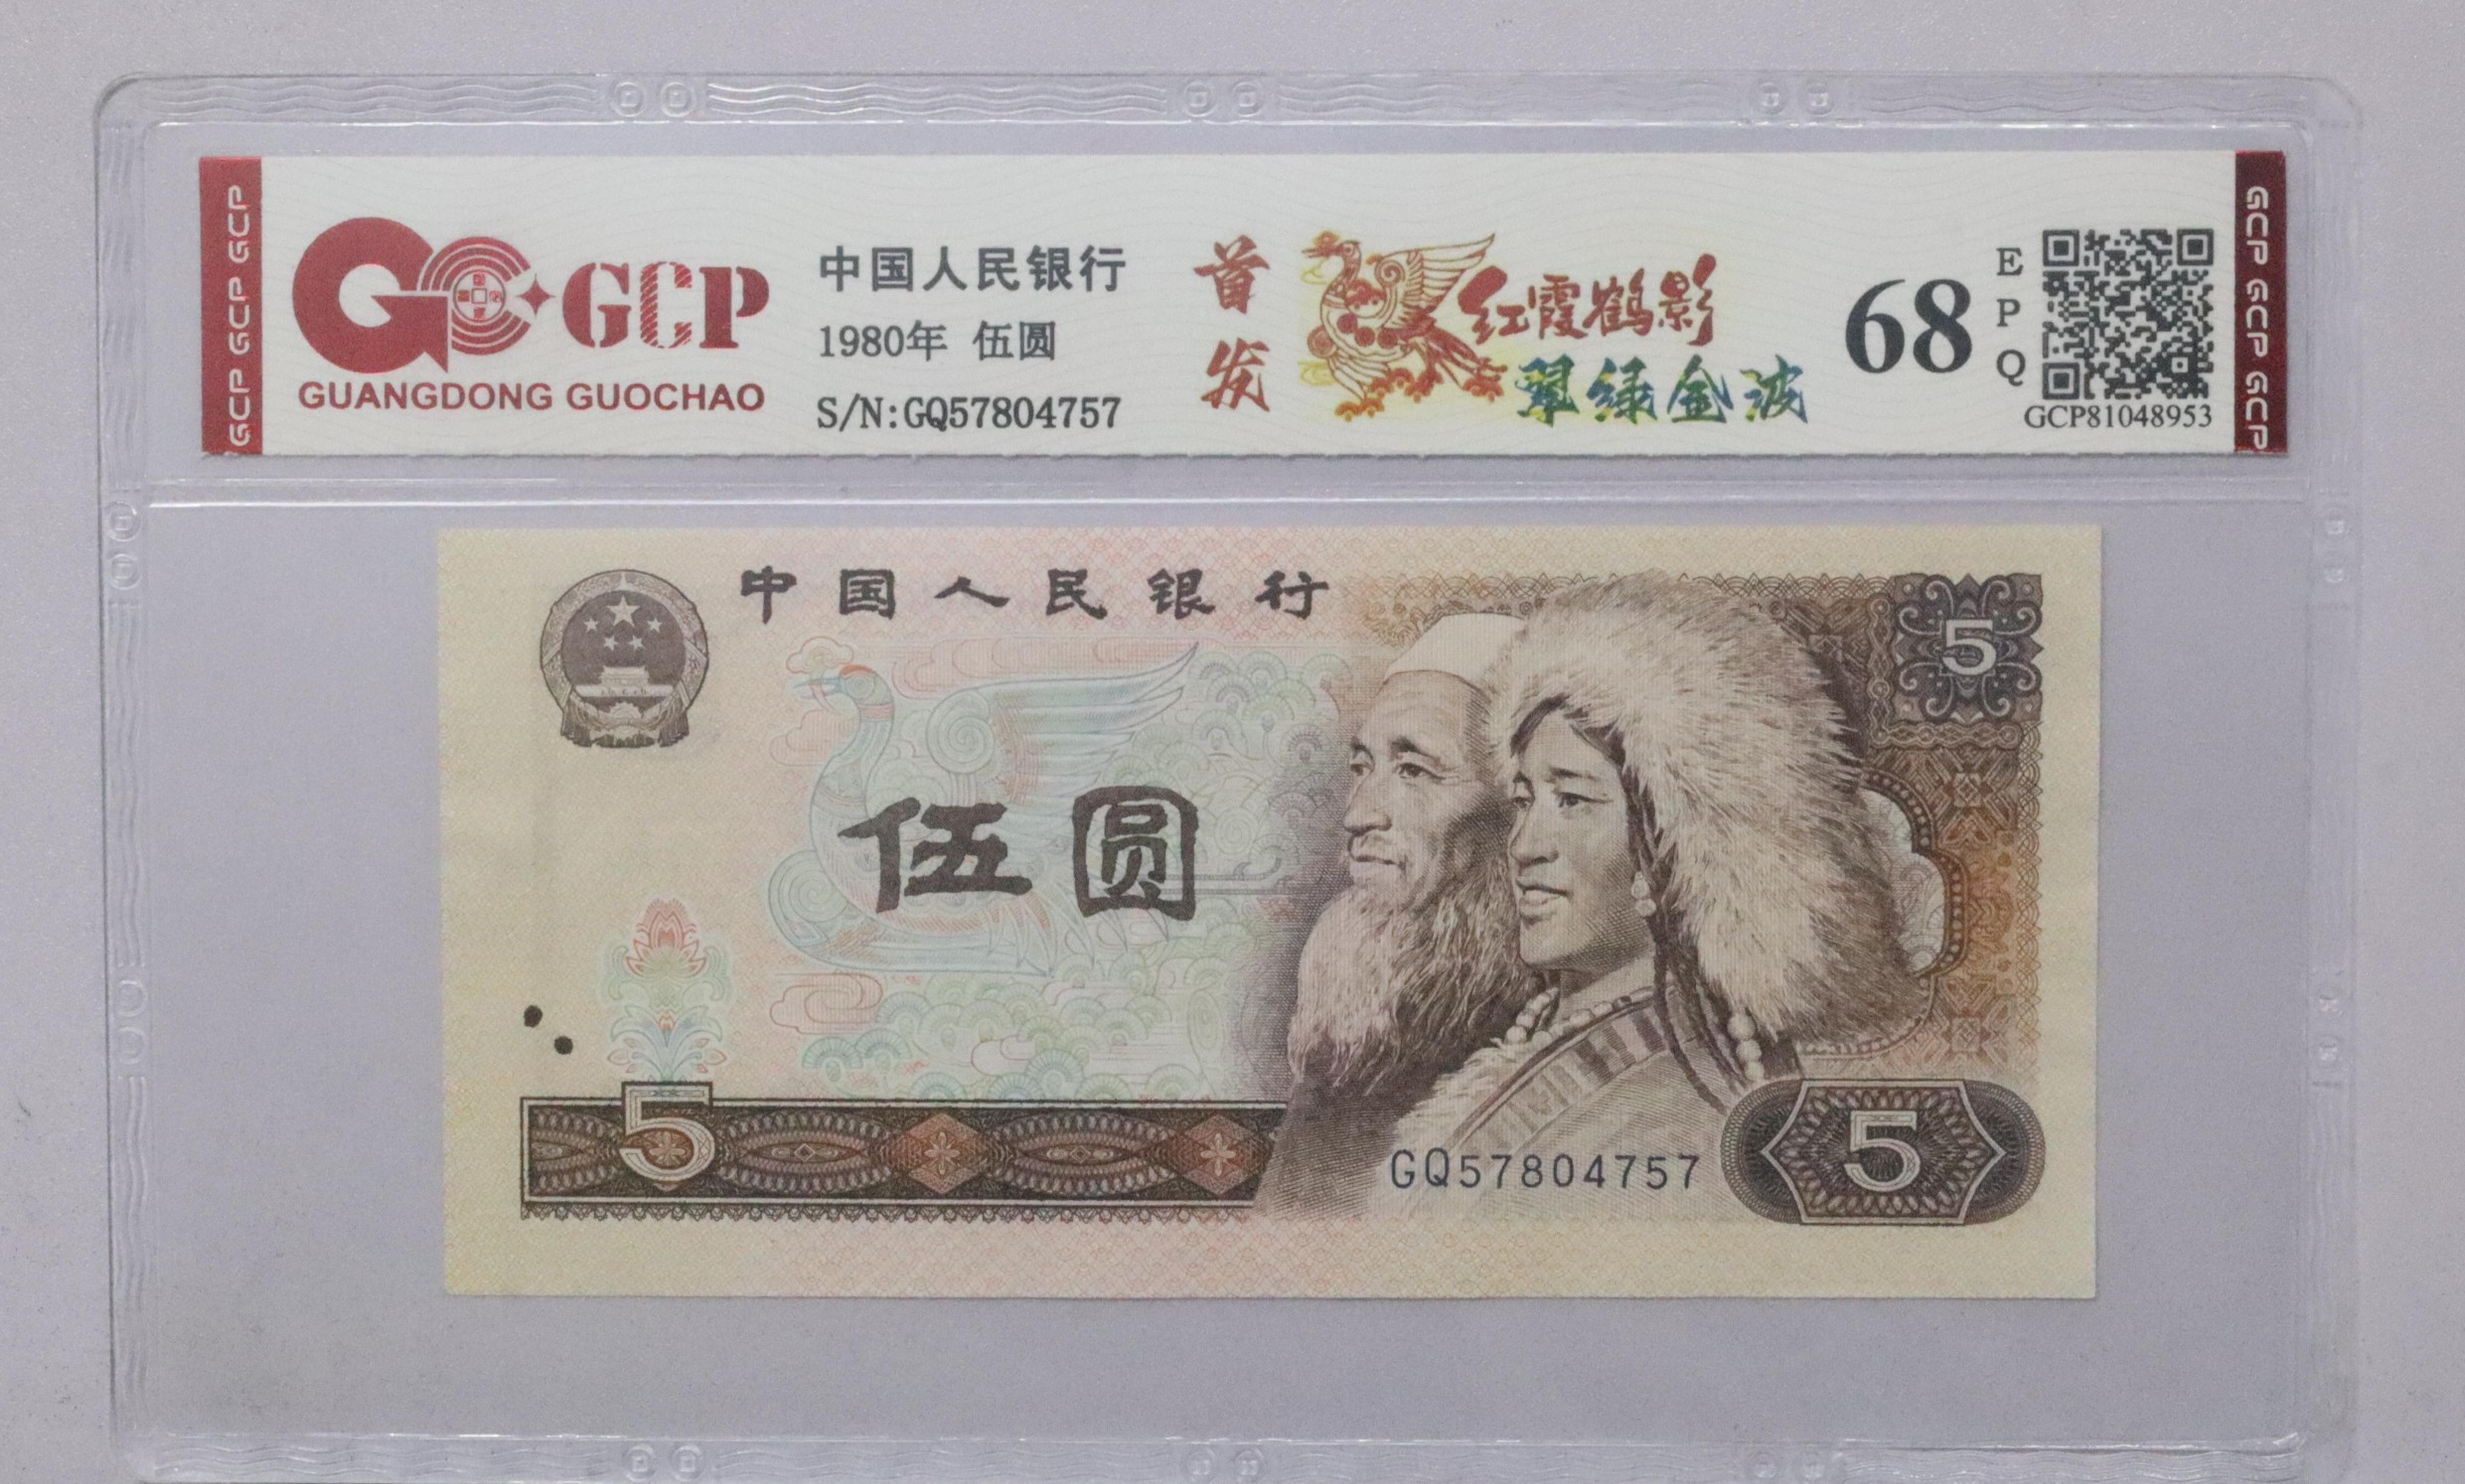 GCP GCP GCP
GCP
GUANGDONG GUOCHAO
中国人民银行
1980年 伍圆
S/N:GQ57804757
首发
红霞鹤影
翠绿金波
68
EPQ
GCP81048953
GCP GCP GCP
中国人民银行
5
伍圆
5
GQ57804757
5